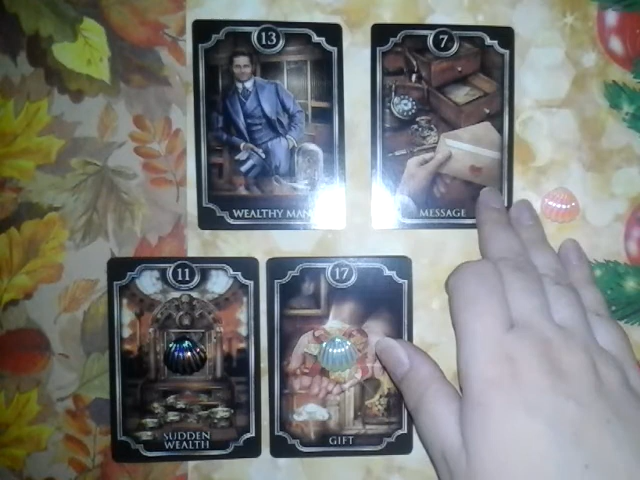 13
WEALTHY MAN
7
MESSAGE
11
SUDDEN
WEALTH
17
GIFT